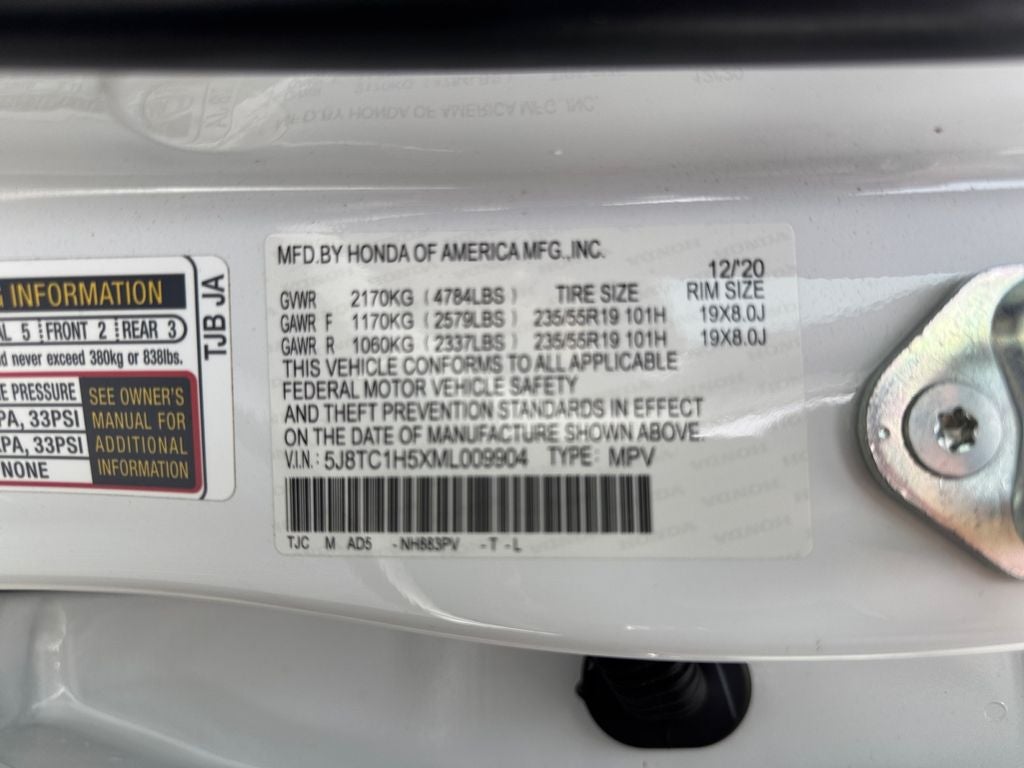 G INFORMATION
AL 5 FRONT 2 REAR 3
nd never exceed 380kg or 838lbs.
E PRESSURE
PA, 33PSI
PA, 33PSI
NONE
SEE OWNER'S
MANUAL FOR
ADDITIONAL
INFORMATION
TJB JA
MFD.BY HONDA OF AMERICA MFG.,INC.
12/'20
GVWR 2170KG (4784LBS) TIRE SIZE RIM SIZE
GAWR F 1170KG (2579LBS) 235/55R19 101H 19X8.0J
GAWR R 1060KG (2337LBS) 235/55R19 101H 19X8.0J
THIS VEHICLE CONFORMS TO ALL APPLICABLE
FEDERAL MOTOR VEHICLE SAFETY
AND THEFT PREVENTION STANDARDS IN EFFECT
ON THE DATE OF MANUFACTURE SHOWN ABOVE.
V.I.N.: 5J8TC1H5XML009904 TYPE: MPV
TJC M AD5 -NH883PV -T -L